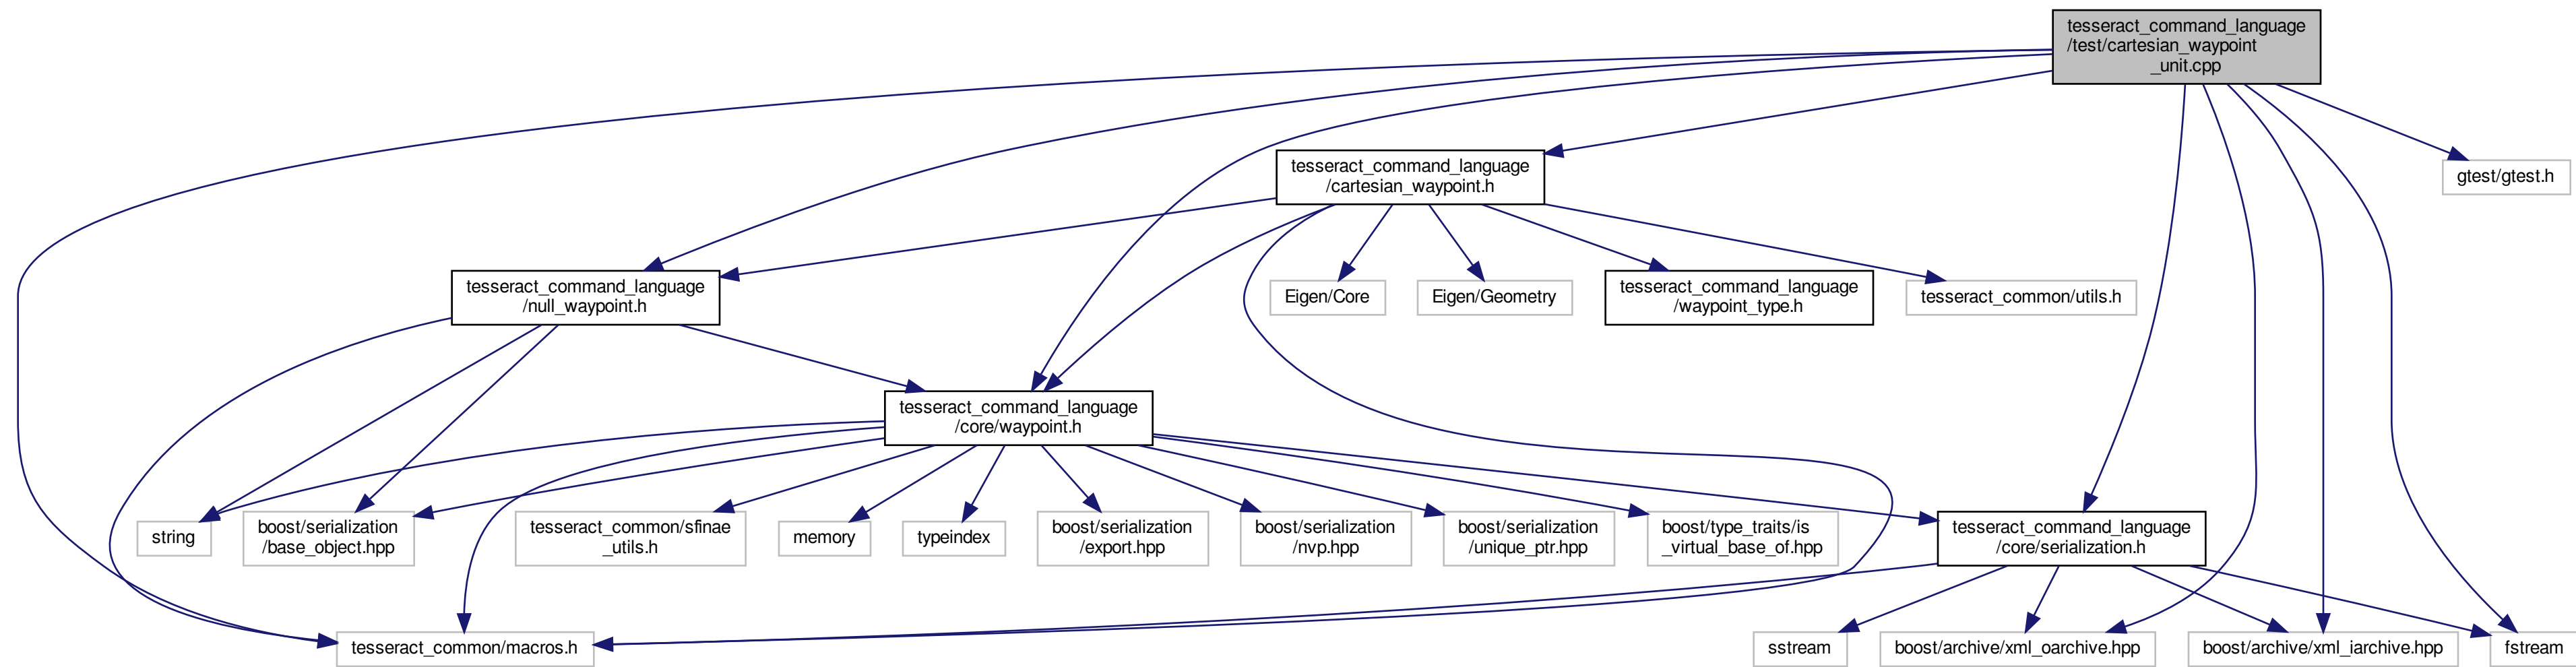 tesseract_command_language
/test/cartesian_waypoint
_unit.cpp
tesseract_command_language
/cartesian_waypoint.h
gtest/gtest.h
tesseract_command_language
/null_waypoint.h
Eigen/Core
Eigen/Geometry
tesseract_command_language
/waypoint_type.h
tesseract_common/utils.h
tesseract_command_language
/core/waypoint.h
string
boost/serialization
/base_object.hpp
tesseract_common/sfinae
_utils.h
memory
typeindex
boost/serialization
/export.hpp
boost/serialization
/nvp.hpp
boost/serialization
/unique_ptr.hpp
boost/type_traits/is
_virtual_base_of.hpp
tesseract_command_language
/core/serialization.h
tesseract_common/macros.h
sstream
boost/archive/xml_oarchive.hpp
boost/archive/xml_iarchive.hpp
fstream